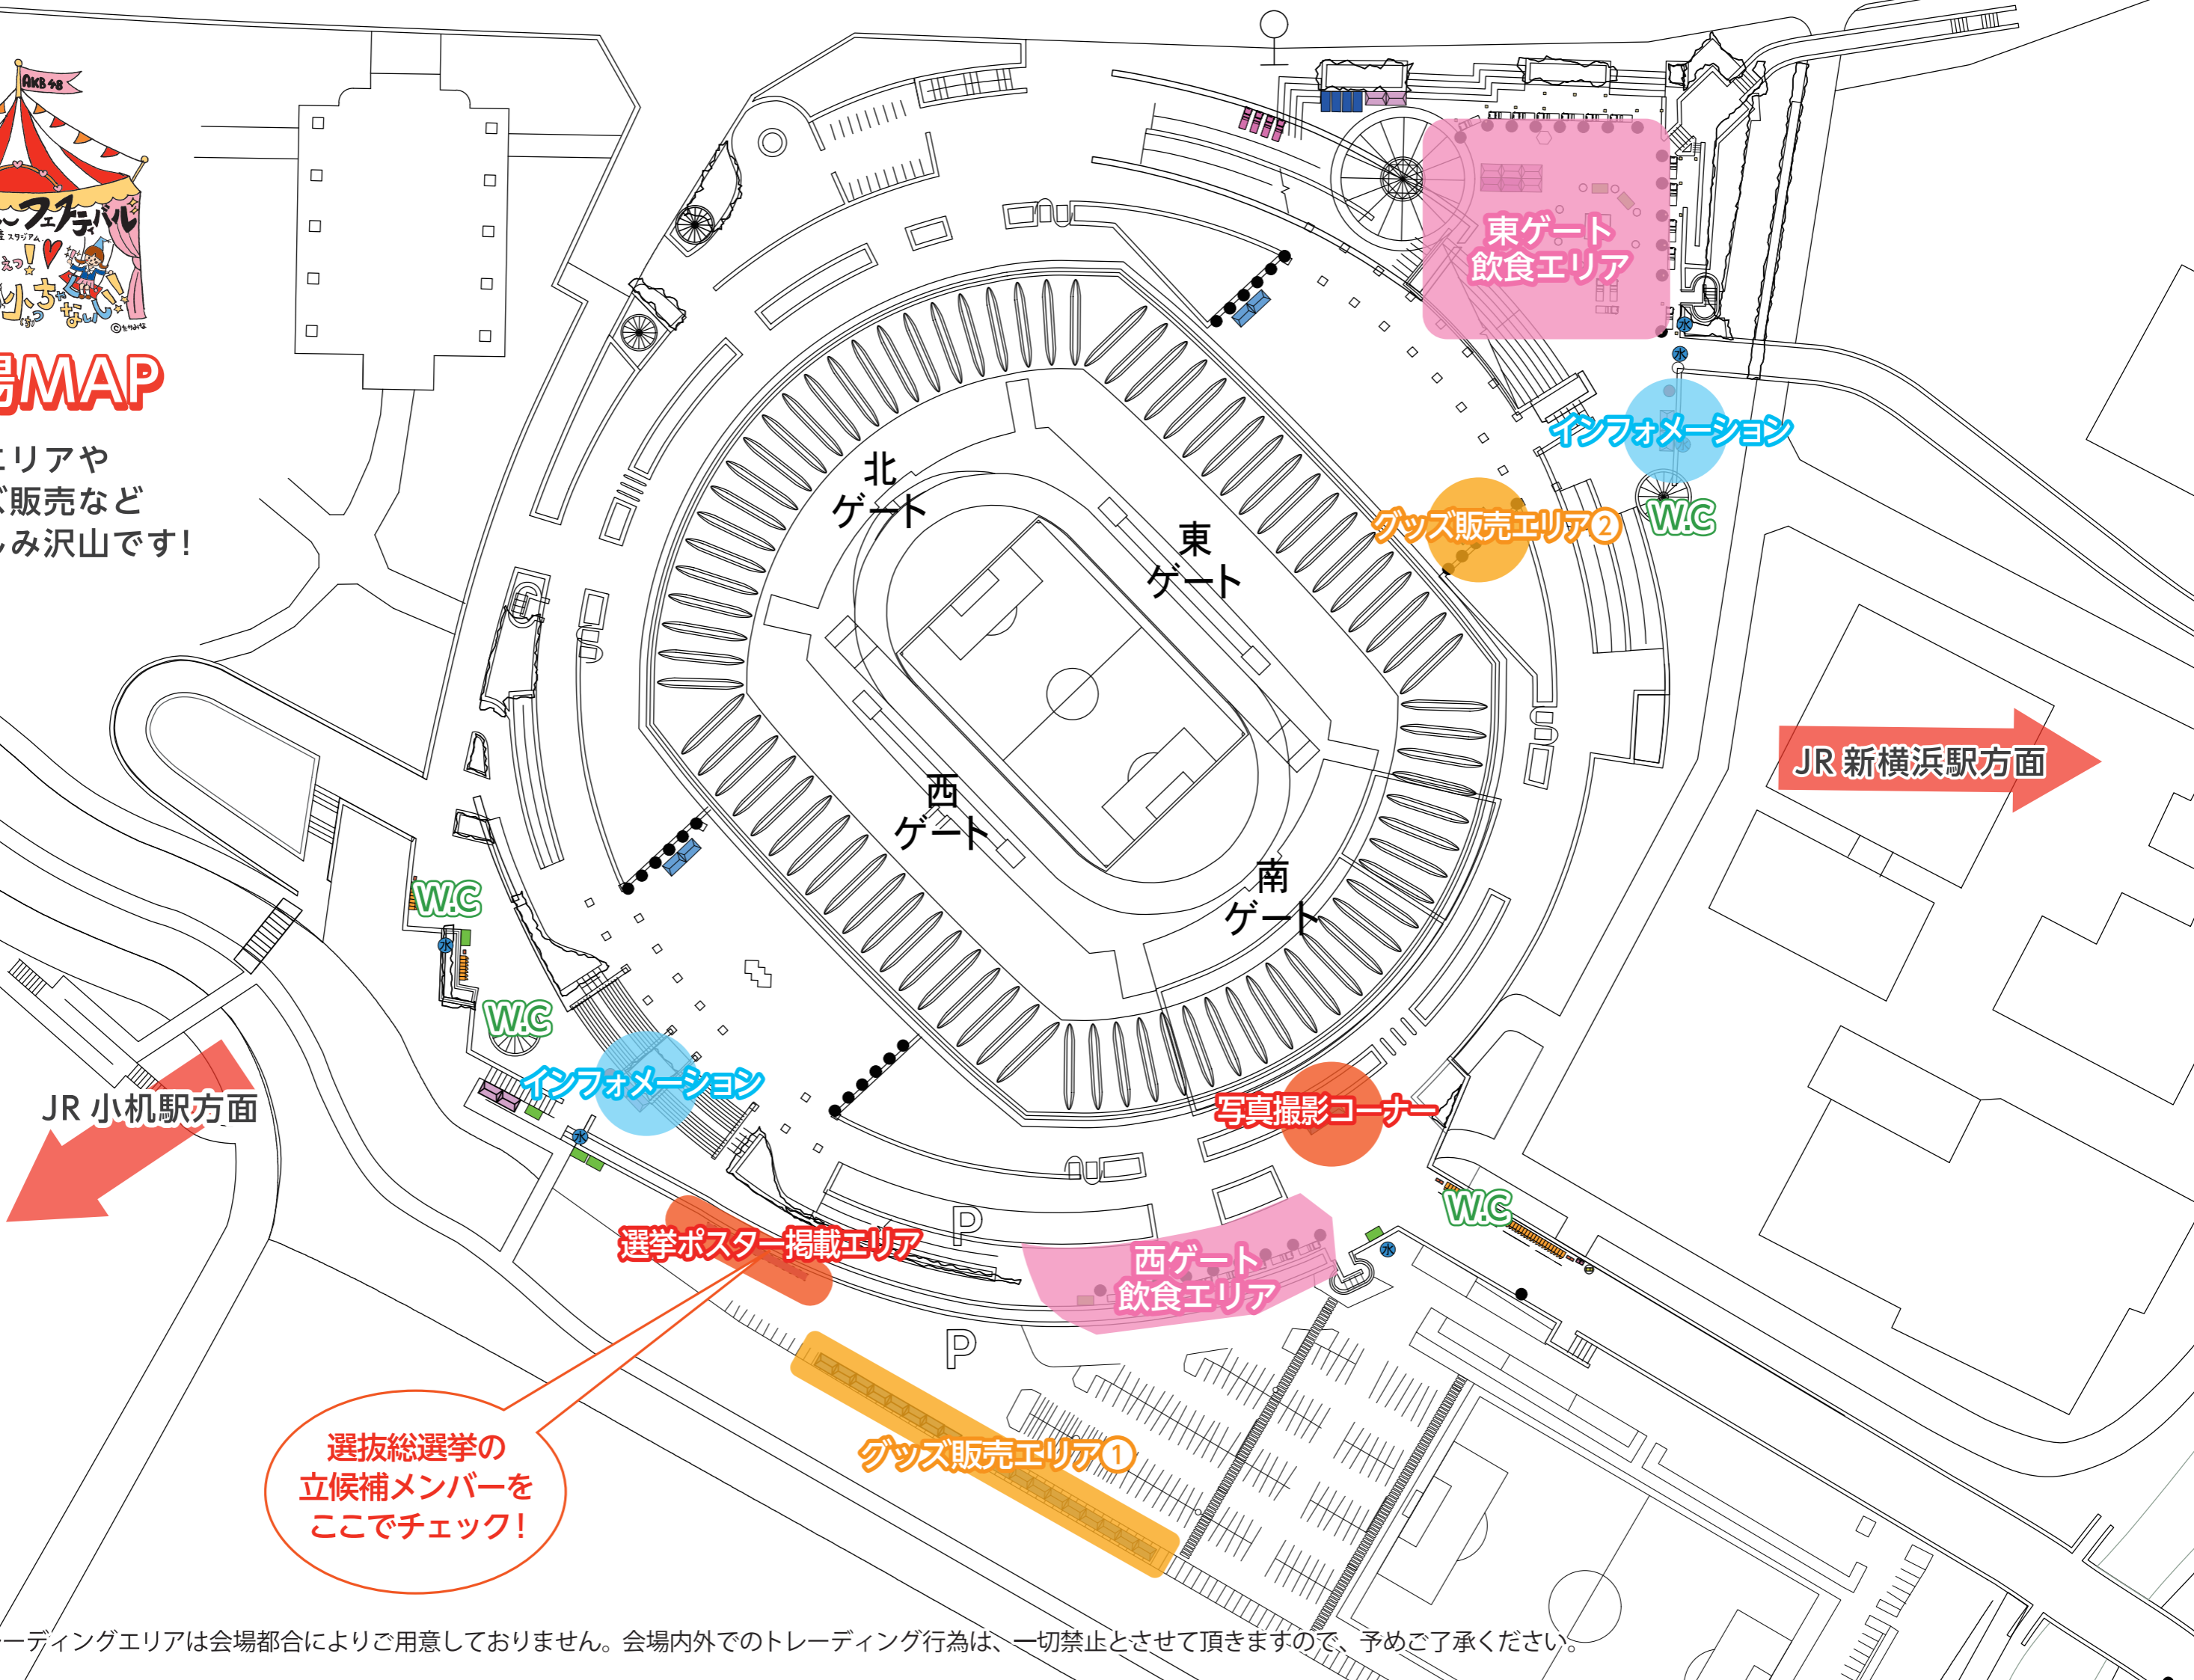 AKB48
フェスティバル
スタジアム
MAP
エリアや
販売など
み沢山です!
東ゲート
飲食エリア
水
水
インフォメーション
グッズ販売エリア②
W.C
北
ゲート
東
ゲート
西
ゲート
南
ゲート
JR 新横浜駅方面
W.C
水
W.C
インフォメーション
JR 小机駅方面
水
写真撮影コーナー
W.C
水
選挙ポスター掲載エリア
P
西ゲート
飲食エリア
P
グッズ販売エリア①
選抜総選挙の
立候補メンバーを
ここでチェック!
ーディングエリアは会場都合によりご用意しておりません。会場内外でのトレーディング行為は、一切禁止とさせて頂きますので、予めご了承ください。